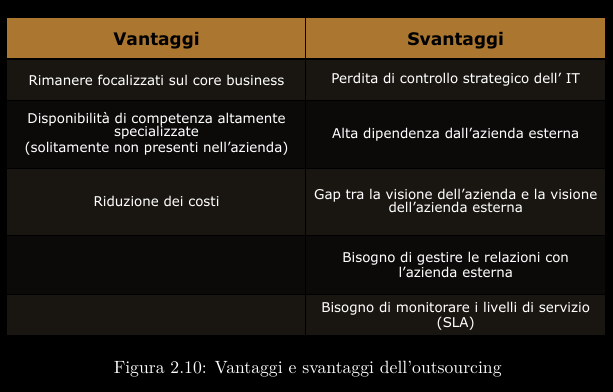 Vantaggi
Svantaggi
Rimanere focalizzati sul core business
Perdita di controllo strategico dell’ IT
Disponibilità di competenza altamente
specializzate
(solitamente non presenti nell’azienda)
Alta dipendenza dall’azienda esterna
Riduzione dei costi
Gap tra la visione dell’azienda e la visione
dell’azienda esterna
Bisogno di gestire le relazioni con
l’azienda esterna
Bisogno di monitorare i livelli di servizio
(SLA)
Figura 2.10: Vantaggi e svantaggi dell’outsourcing